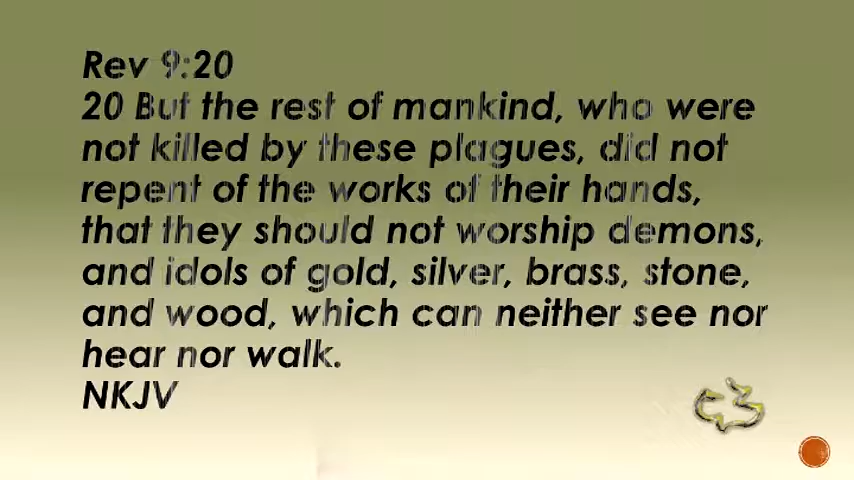 Rev 9:20
20 But the rest of mankind, who were
not killed by these plagues, did not
repent of the works of their hands,
that they should not worship demons,
and idols of gold, silver, brass, stone,
and wood, which can neither see nor
hear nor walk.
NKJV